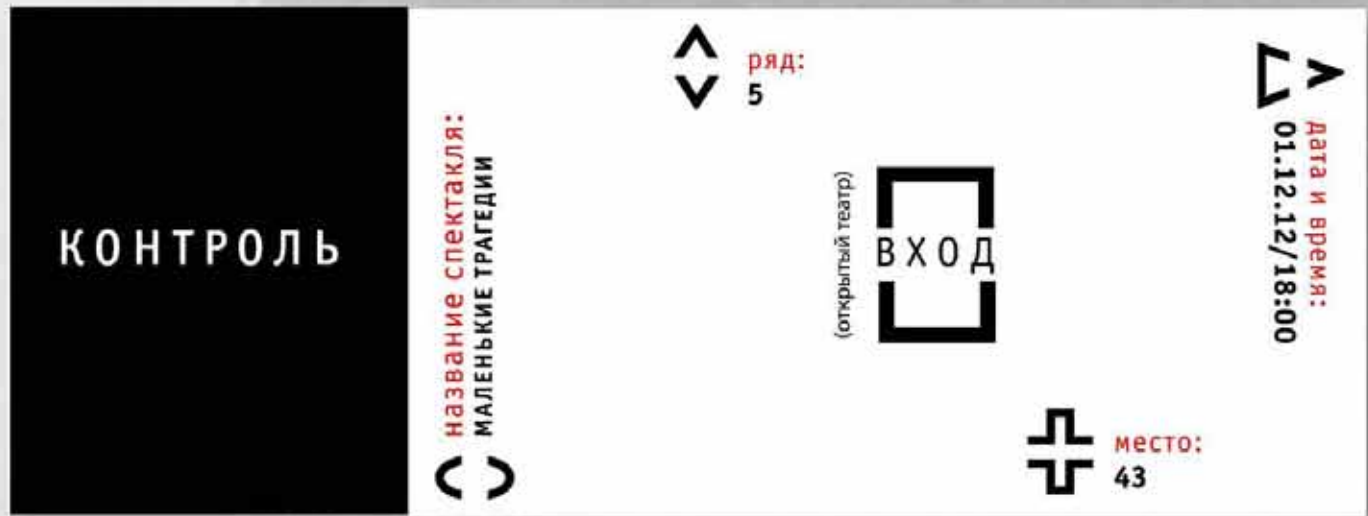 КОНТРОЛЬ
название спектакля:
МАЛЕНЬКИЕ ТРАГЕДИИ
ряд:
5
(открытый театр)
ВХОД
место:
43
дата и время:
01.12.12/18:00